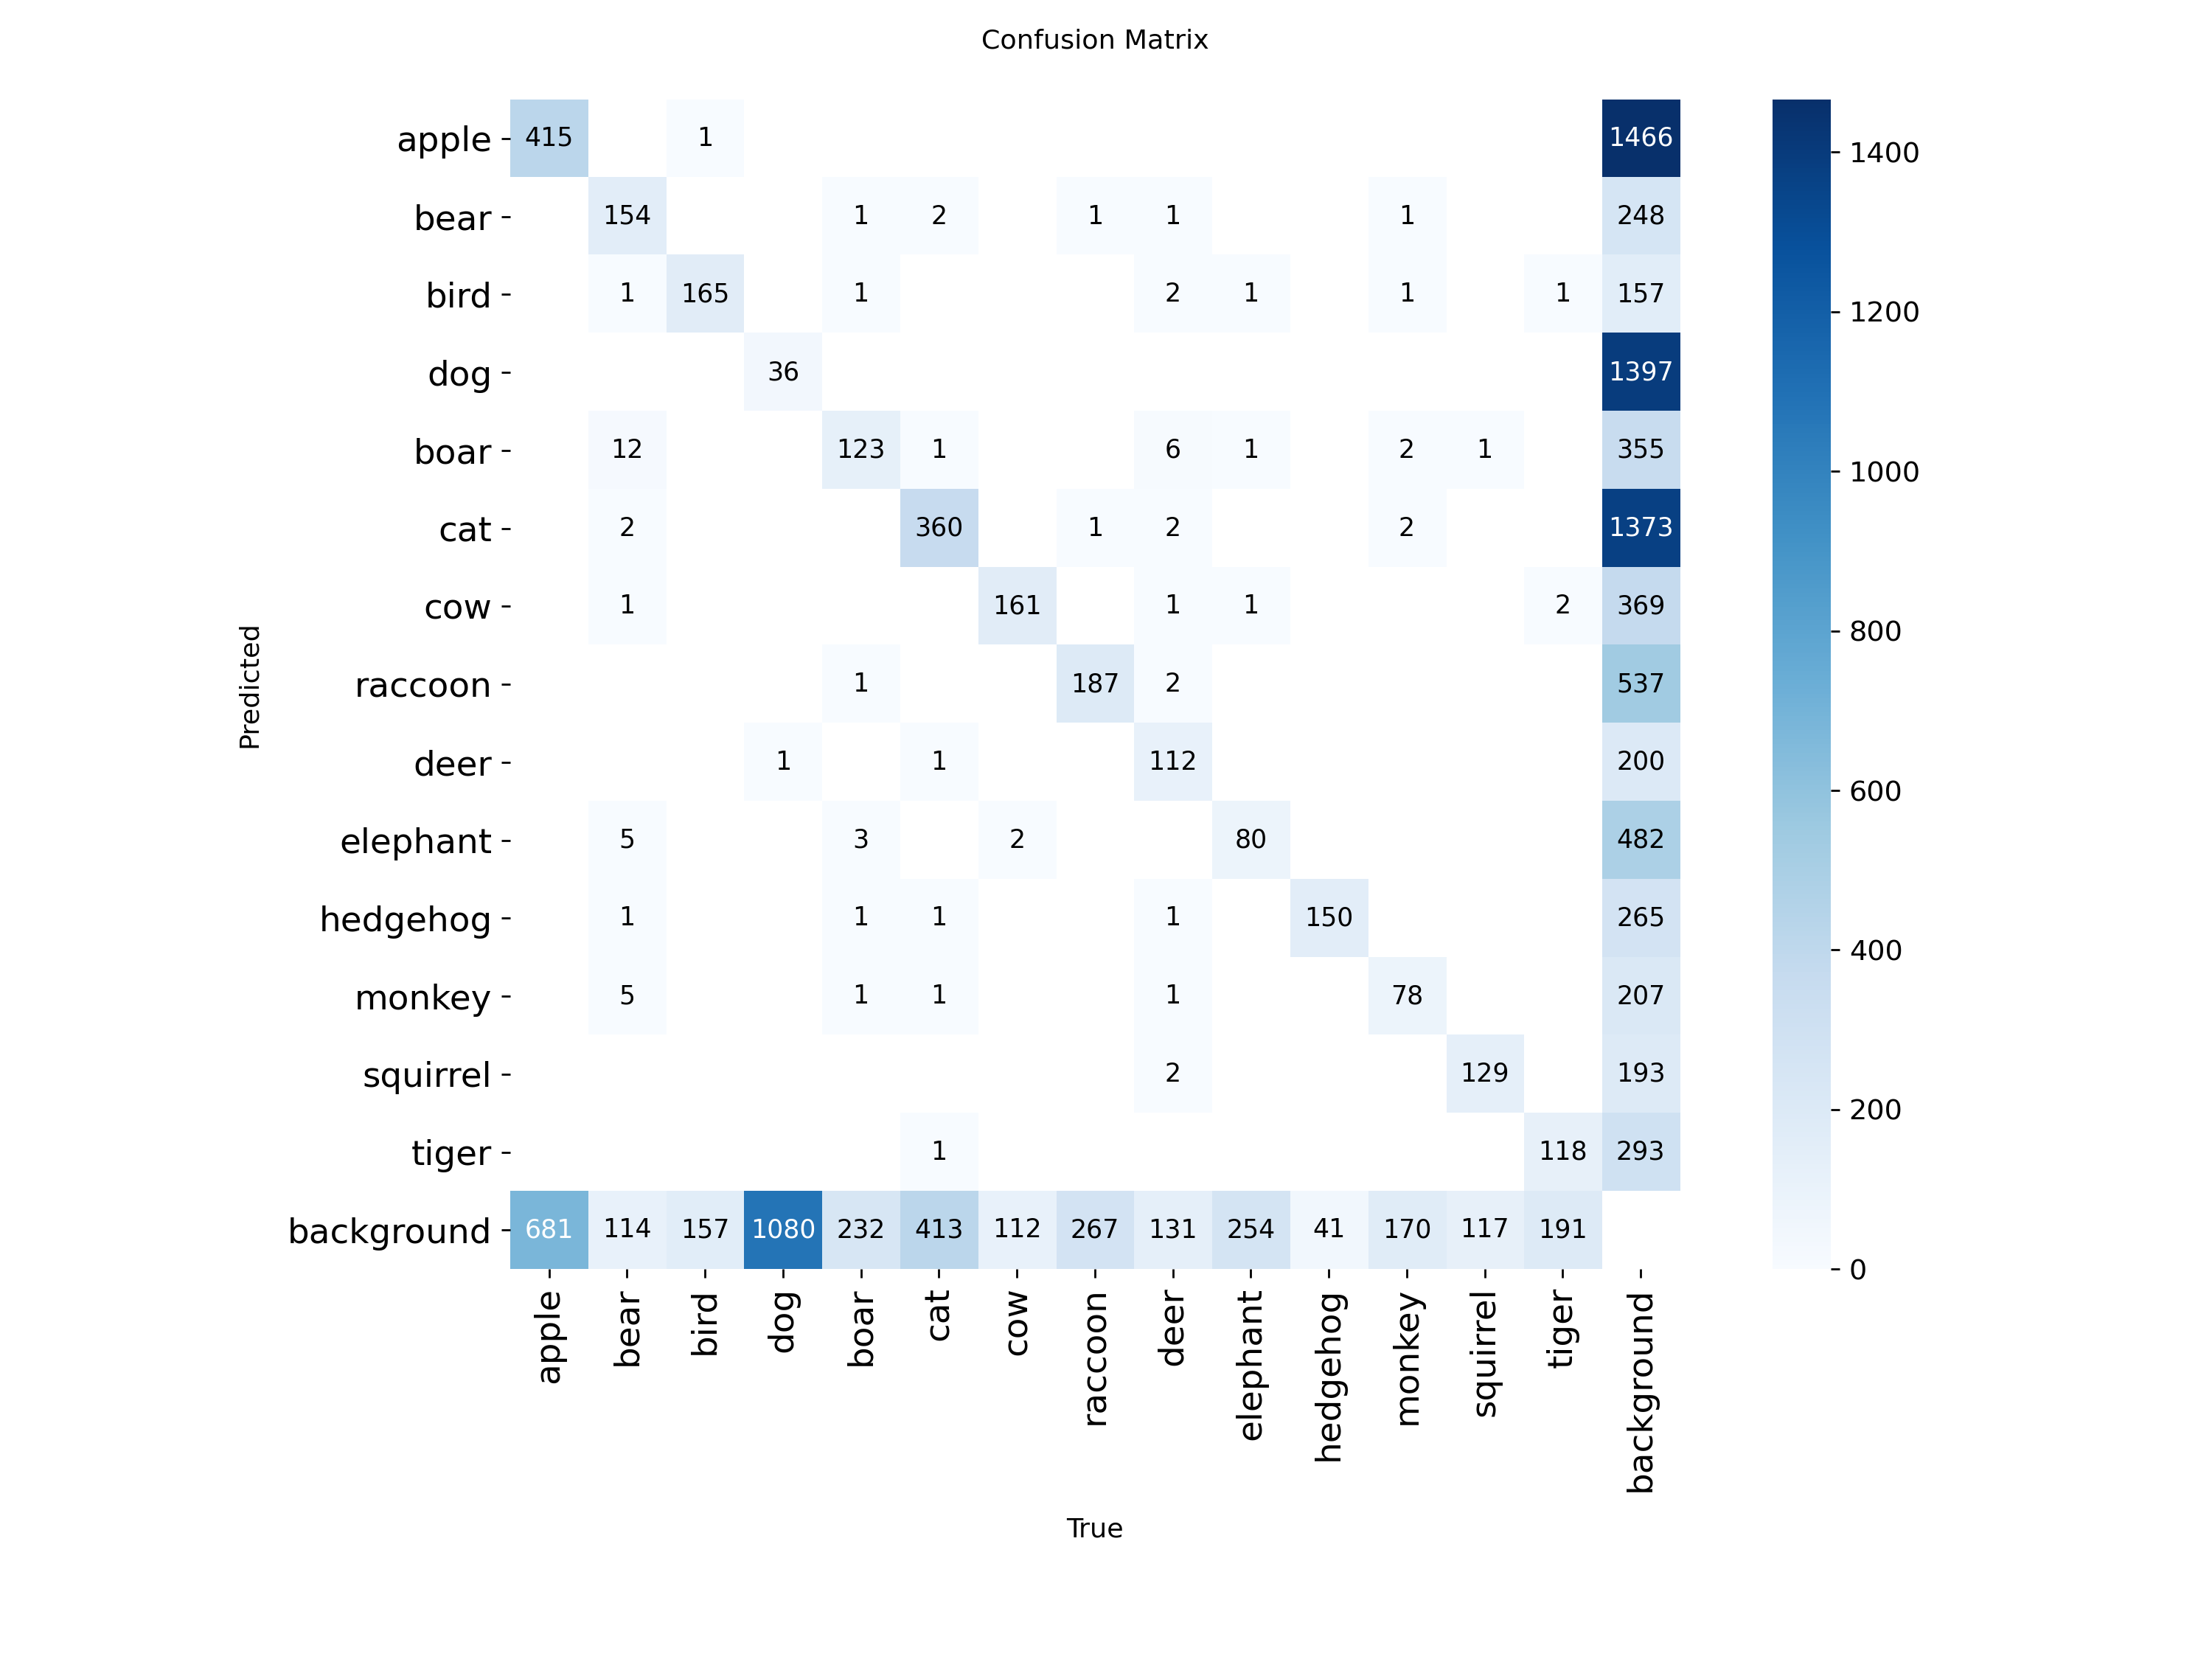 Confusion Matrix
apple 415 1 1466
bear 154 1 2 1 1 1 248
bird 1 165 1 2 1 1 1 157
dog 36 1397
boar 12 123 1 6 1 2 1 355
cat 2 360 1 2 2 1373
cow 1 161 1 1 2 369
raccoon 1 187 2 537
deer 1 1 112 200
elephant 5 3 2 80 482
hedgehog 1 1 1 1 150 265
monkey 5 1 1 1 78 207
squirrel 2 129 193
tiger 1 118 293
background 681 114 157 1080 232 413 112 267 131 254 41 170 117 191
apple bear bird dog boar cat cow raccoon deer elephant hedgehog monkey squirrel tiger background
True
Predicted
1400
1200
1000
800
600
400
200
0